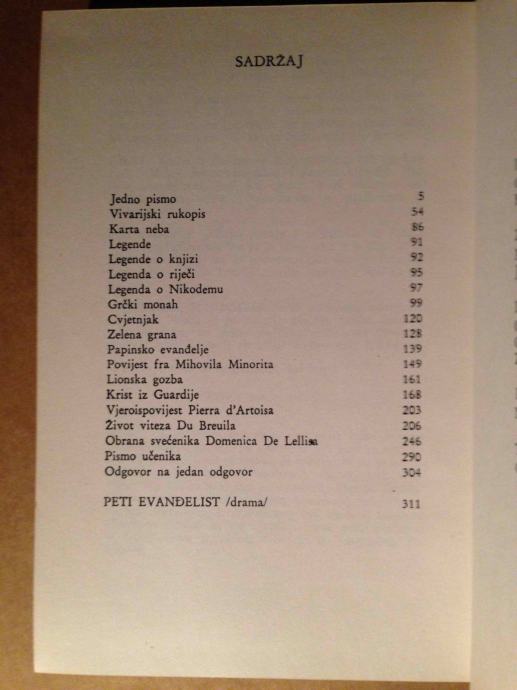 SADRŽAJ
Jedno pismo 5
Vivarijski rukopis 54
Karta neba 86
Legende 91
Legende o knjizi 92
Legenda o riječi 95
Legenda o Nikodemu 97
Grčki monah 99
Cvjetnjak 120
Zelena grana 128
Papinsko evanđelje 139
Povijest fra Mihovila Minorita 149
Lionska gozba 161
Krist iz Guardije 168
Vjeroispovijest Pierra d'Artoisa 203
Život viteza Du Breuila 206
Obrana svećenika Domenica De Lellisa 246
Pismo učenika 290
Odgovor na jedan odgovor 304
PETI EVANĐELIST /drama/ 311